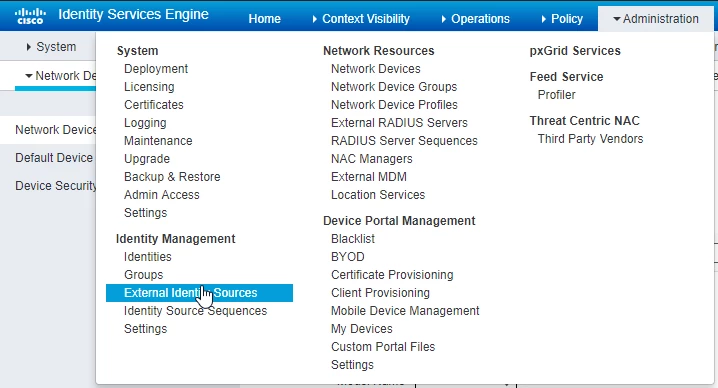 cisco Identity Services Engine
Home
Context Visibility
Operations
Policy
Administration
System
Network De
Network Device
Default Device
Device Security
System
Deployment
Licensing
Certificates
Logging
Maintenance
Upgrade
Backup & Restore
Admin Access
Settings
Identity Management
Identities
Groups
External Identity Sources
Identity Source Sequences
Settings
Network Resources
Network Devices
Network Device Groups
Network Device Profiles
External RADIUS Servers
RADIUS Server Sequences
NAC Managers
External MDM
Location Services
Device Portal Management
Blacklist
BYOD
Certificate Provisioning
Client Provisioning
Mobile Device Management
My Devices
Custom Portal Files
Settings
pxGrid Services
Feed Service
Profiler
Threat Centric NAC
Third Party Vendors